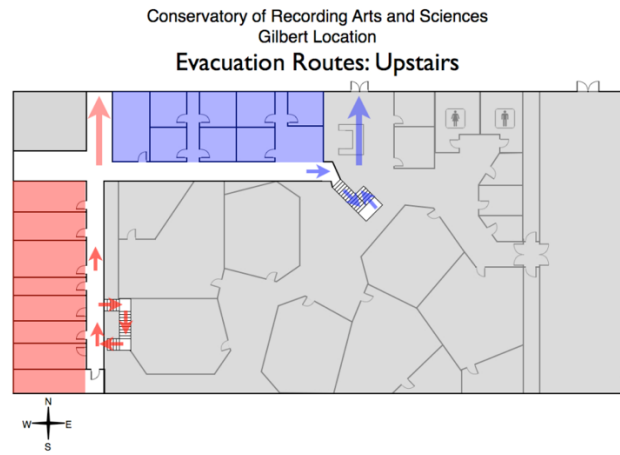 Conservatory of Recording Arts and Sciences
Gilbert Location
Evacuation Routes: Upstairs
N
W E
S